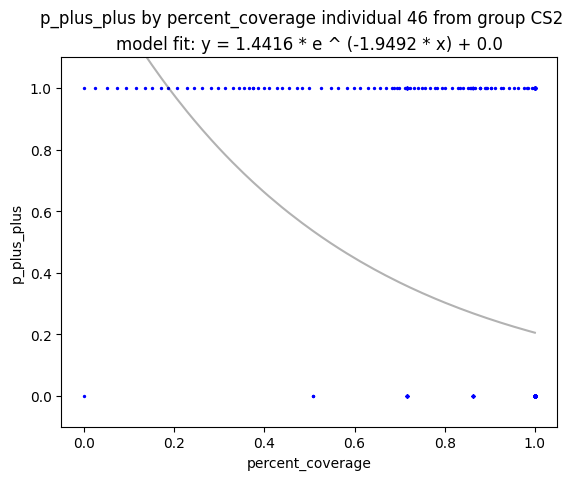 p_plus_plus by percent_coverage individual 46 from group CS2
model fit: y = 1.4416 * e ^ (-1.9492 * x) + 0.0
1.0
0.8
0.6
0.4
0.2
0.0
p_plus_plus
0.0 0.2 0.4 0.6 0.8 1.0
percent_coverage